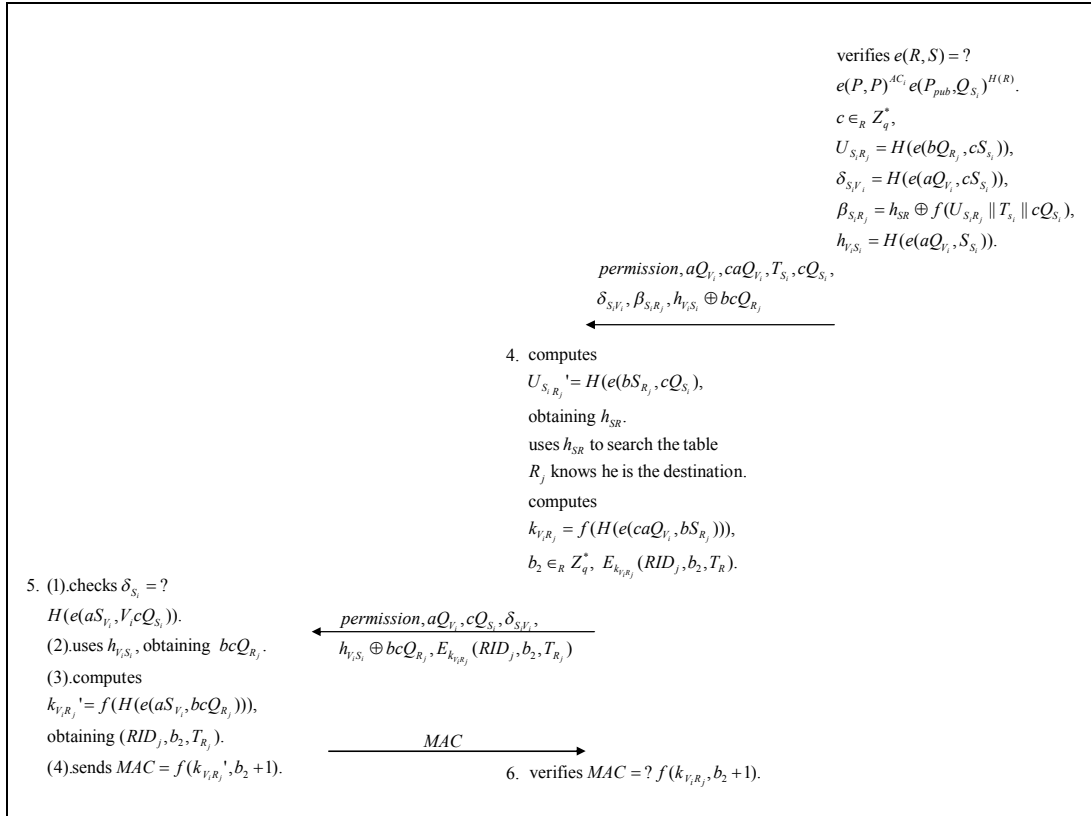 verifies e(R,S) = ?
e(P,P)^{AC_i} e(P_{pub},Q_{S_i})^{H(R)}.
c ∈_R Z_q^*,
U_{S_iR_j} = H(e(bQ_{R_j},cS_{s_i})),
δ_{S_iV_i} = H(e(aQ_{V_i},cS_{S_i})),
β_{S_iR_j} = h_{SR} ⊕ f(U_{S_iR_j} || T_{s_i} || cQ_{S_i}),
h_{V_iS_i} = H(e(aQ_{V_i},S_{S_i})).
permission, aQ_{V_i}, caQ_{V_i}, T_{S_i}, cQ_{S_i},
δ_{S_iV_i}, β_{S_iR_j}, h_{V_iS_i} ⊕ bcQ_{R_j}
4. computes
U_{S_iR_j}'= H(e(bS_{R_j},cQ_{S_i}),
obtaining h_{SR}.
uses h_{SR} to search the table
R_j knows he is the destination.
computes
k_{V_iR_j} = f(H(e(caQ_{V_i},bS_{R_j}))),
b_2 ∈_R Z_q^*, E_{k_{V_iR_j}}(RID_j,b_2,T_R).
5. (1).checks δ_{S_i} = ?
H(e(aS_{V_i},V_icQ_{S_i})).
(2).uses h_{V_iS_i}, obtaining bcQ_{R_j}.
(3).computes
k_{V_iR_j}'= f(H(e(aS_{V_i},bcQ_{R_j}))),
obtaining (RID_j,b_2,T_{R_j}).
(4).sends MAC = f(k_{V_iR_j}',b_2 +1).
permission, aQ_{V_i}, cQ_{S_i}, δ_{S_iV_i},
h_{V_iS_i} ⊕ bcQ_{R_j}, E_{k_{V_iR_j}}(RID_j,b_2,T_{R_j})
MAC
6. verifies MAC = ? f(k_{V_iR_j},b_2 +1).